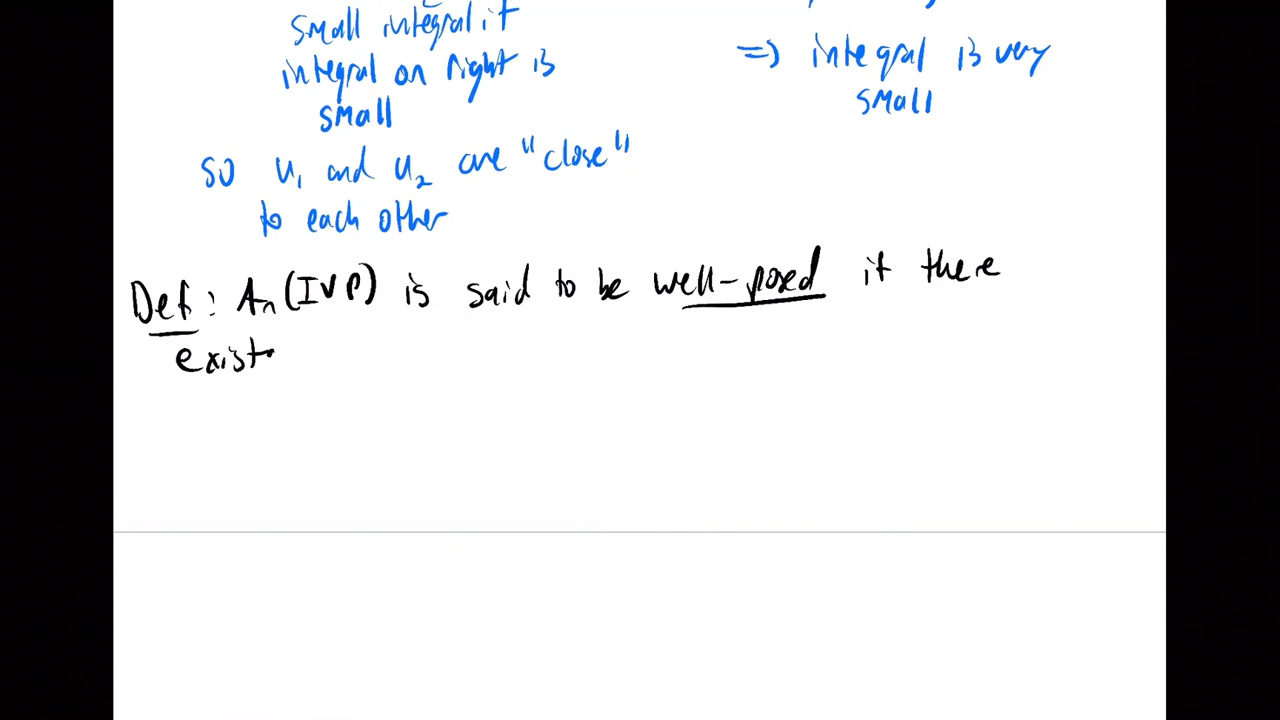 small integral if
integral on right is
small
=> integral is very
small
so u₁ and u₂ are "close"
to each other
Def: An (IVP) is said to be well-posed if there
exist